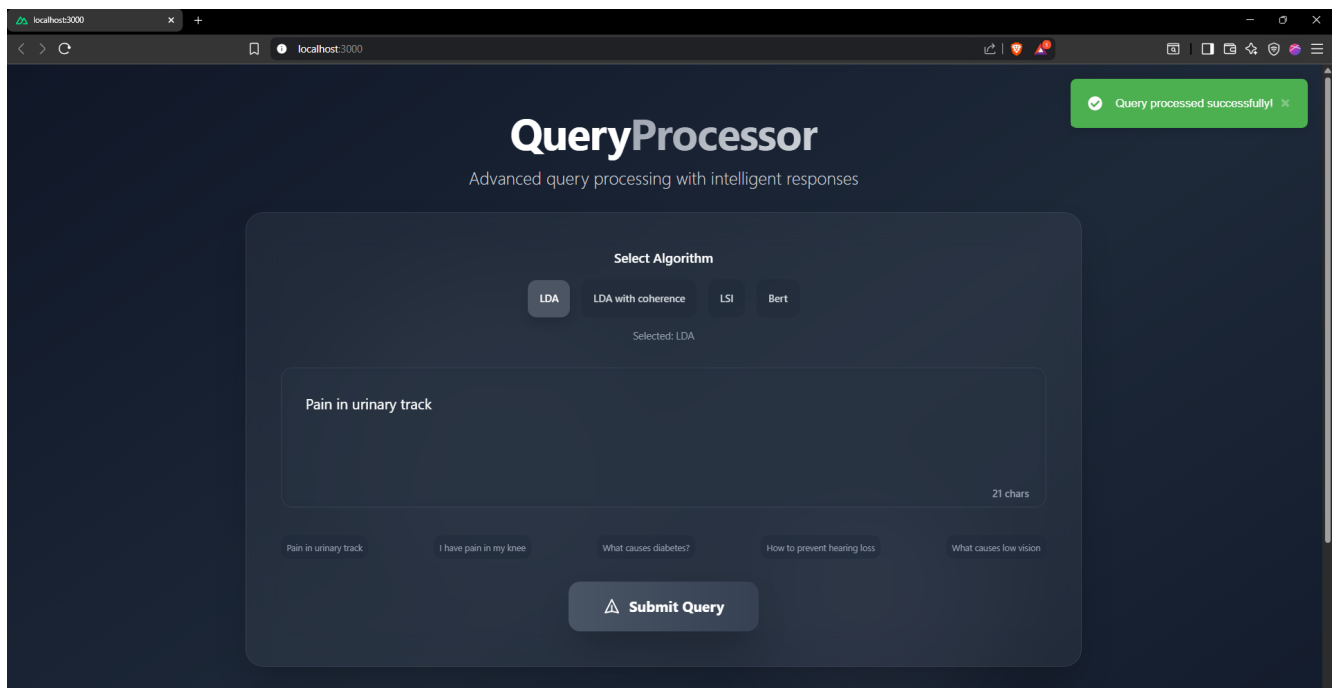 localhost:3000
localhost:3000
Query processed successfully!
QueryProcessor
Advanced query processing with intelligent responses
Select Algorithm
LDA LDA with coherence LSI Bert
Selected: LDA
Pain in urinary track
21 chars
Pain in urinary track I have pain in my knee What causes diabetes? How to prevent hearing loss What causes low vision
Submit Query